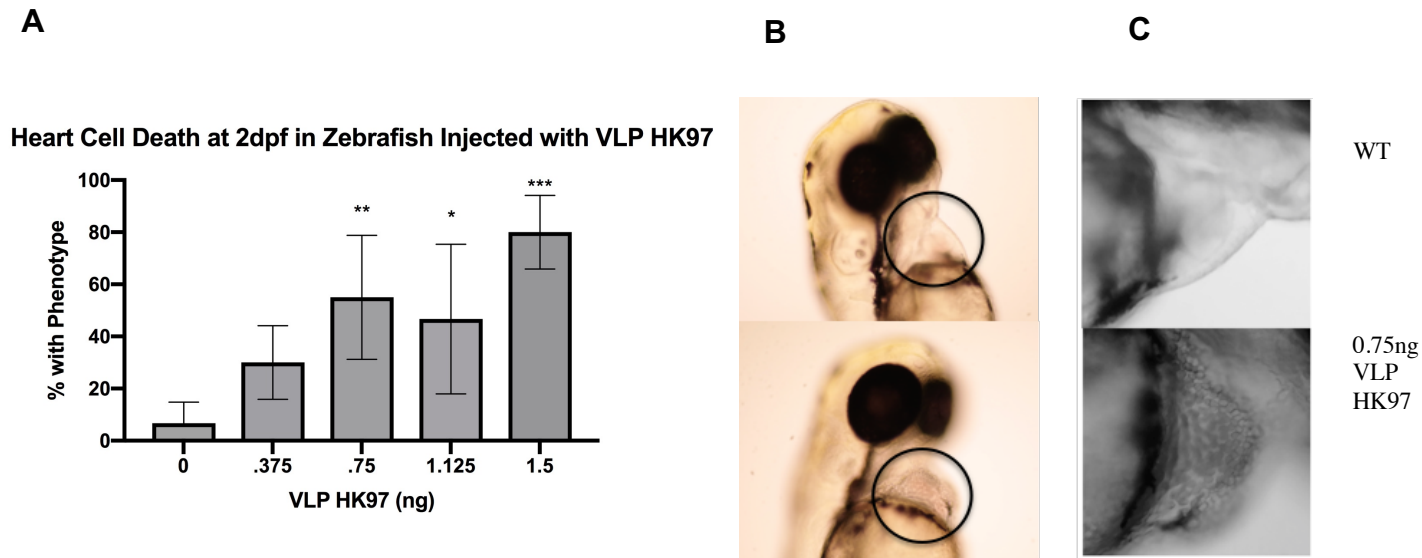 A
B
C
Heart Cell Death at 2dpf in Zebrafish Injected with VLP HK97
% with Phenotype
100
80
60
40
20
0
**
*
***
0 .375 .75 1.125 1.5
VLP HK97 (ng)
WT
0.75ng
VLP
HK97